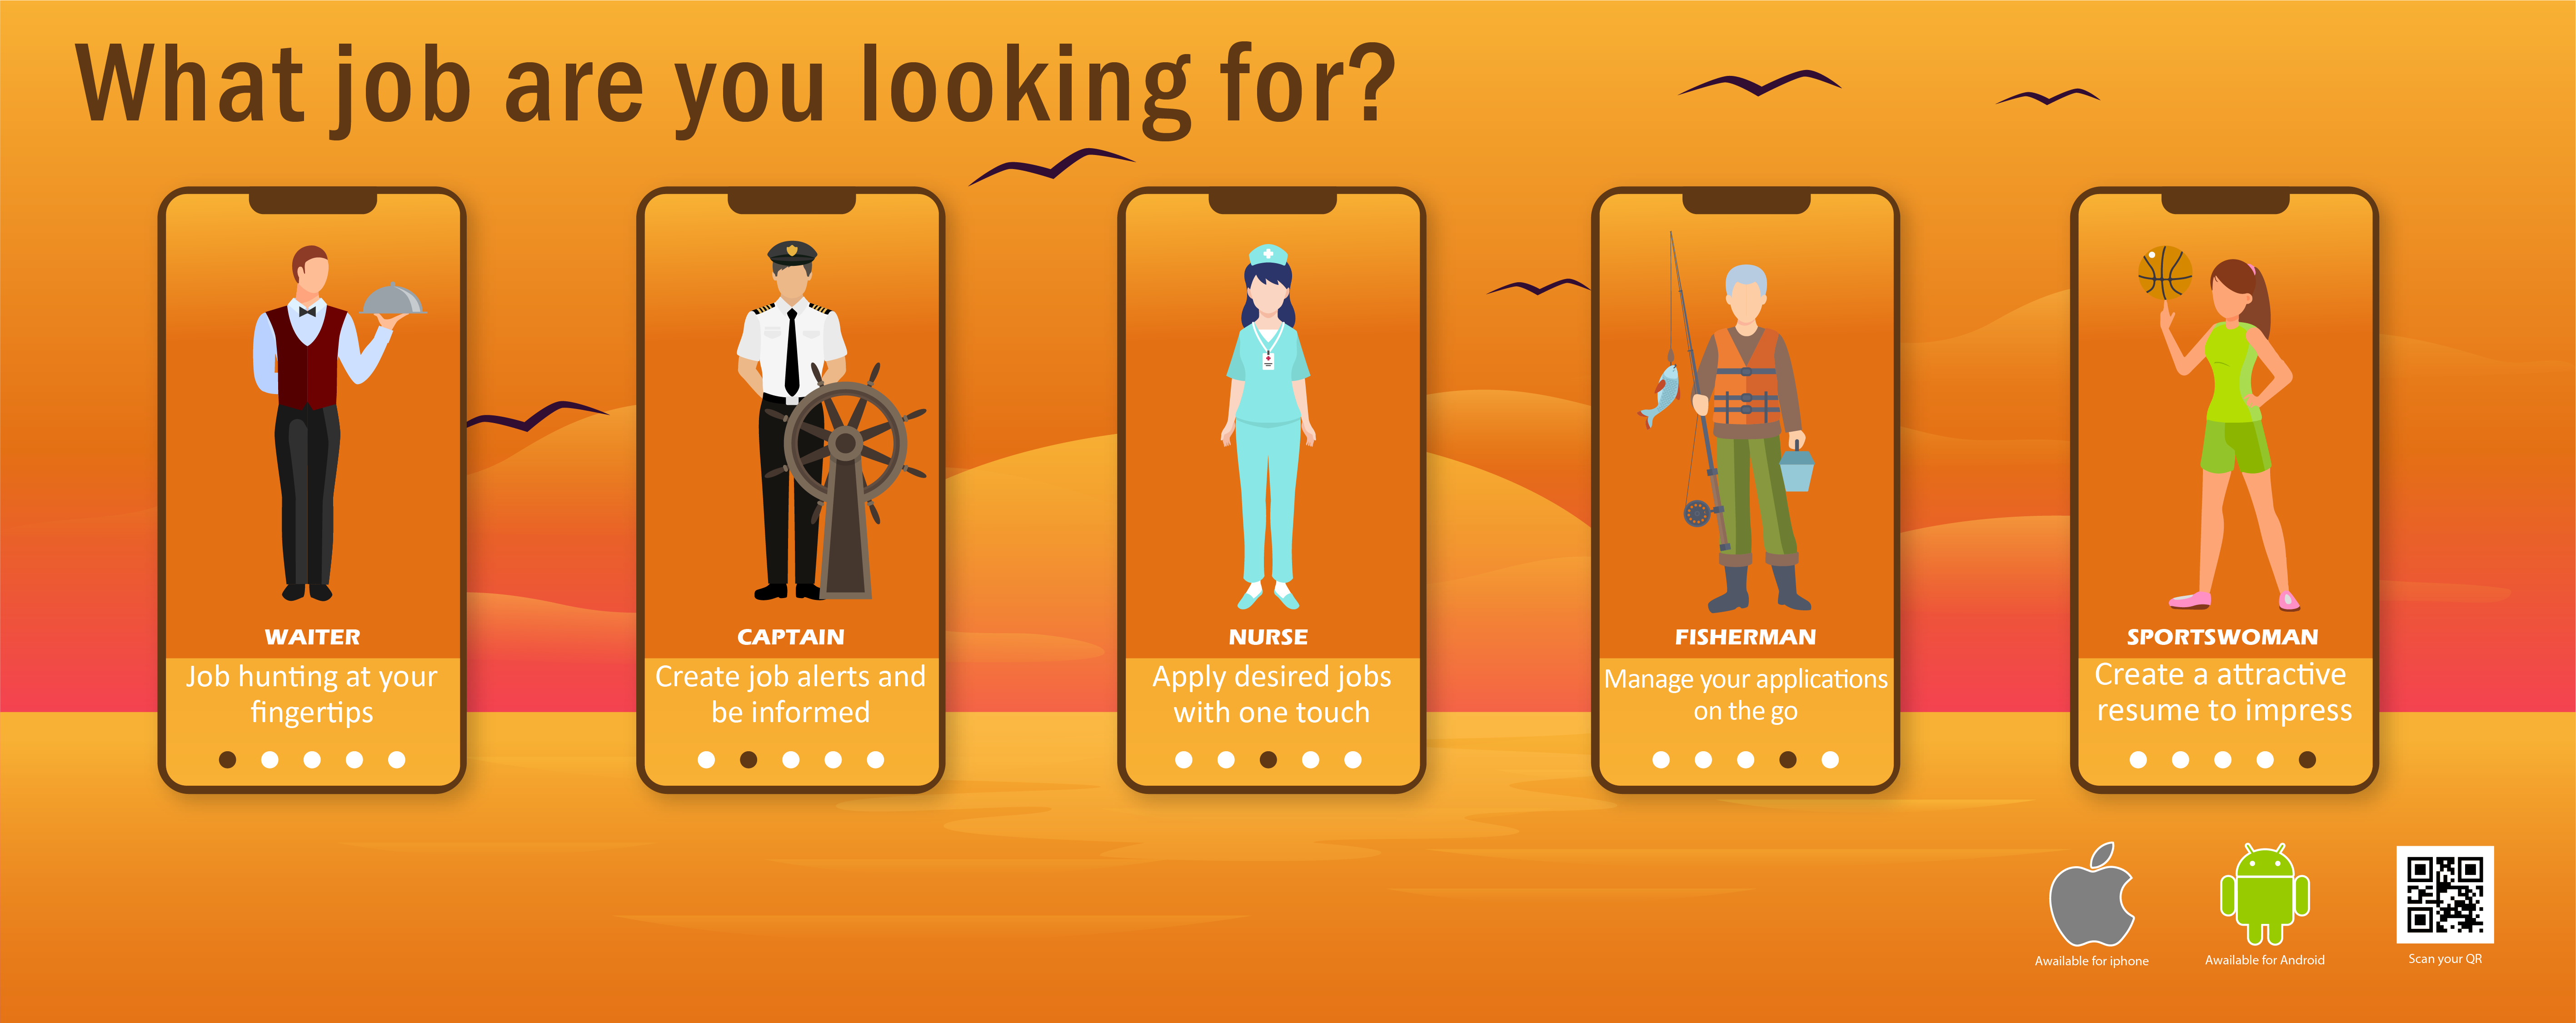 What job are you looking for?
WAITER
Job hunting at your
fingertips
CAPTAIN
Create job alerts and
be informed
NURSE
Apply desired jobs
with one touch
FISHERMAN
Manage your applications
on the go
SPORTSWOMAN
Create a attractive
resume to impress
Awailable for iphone
Awailable for Android
Scan your QR